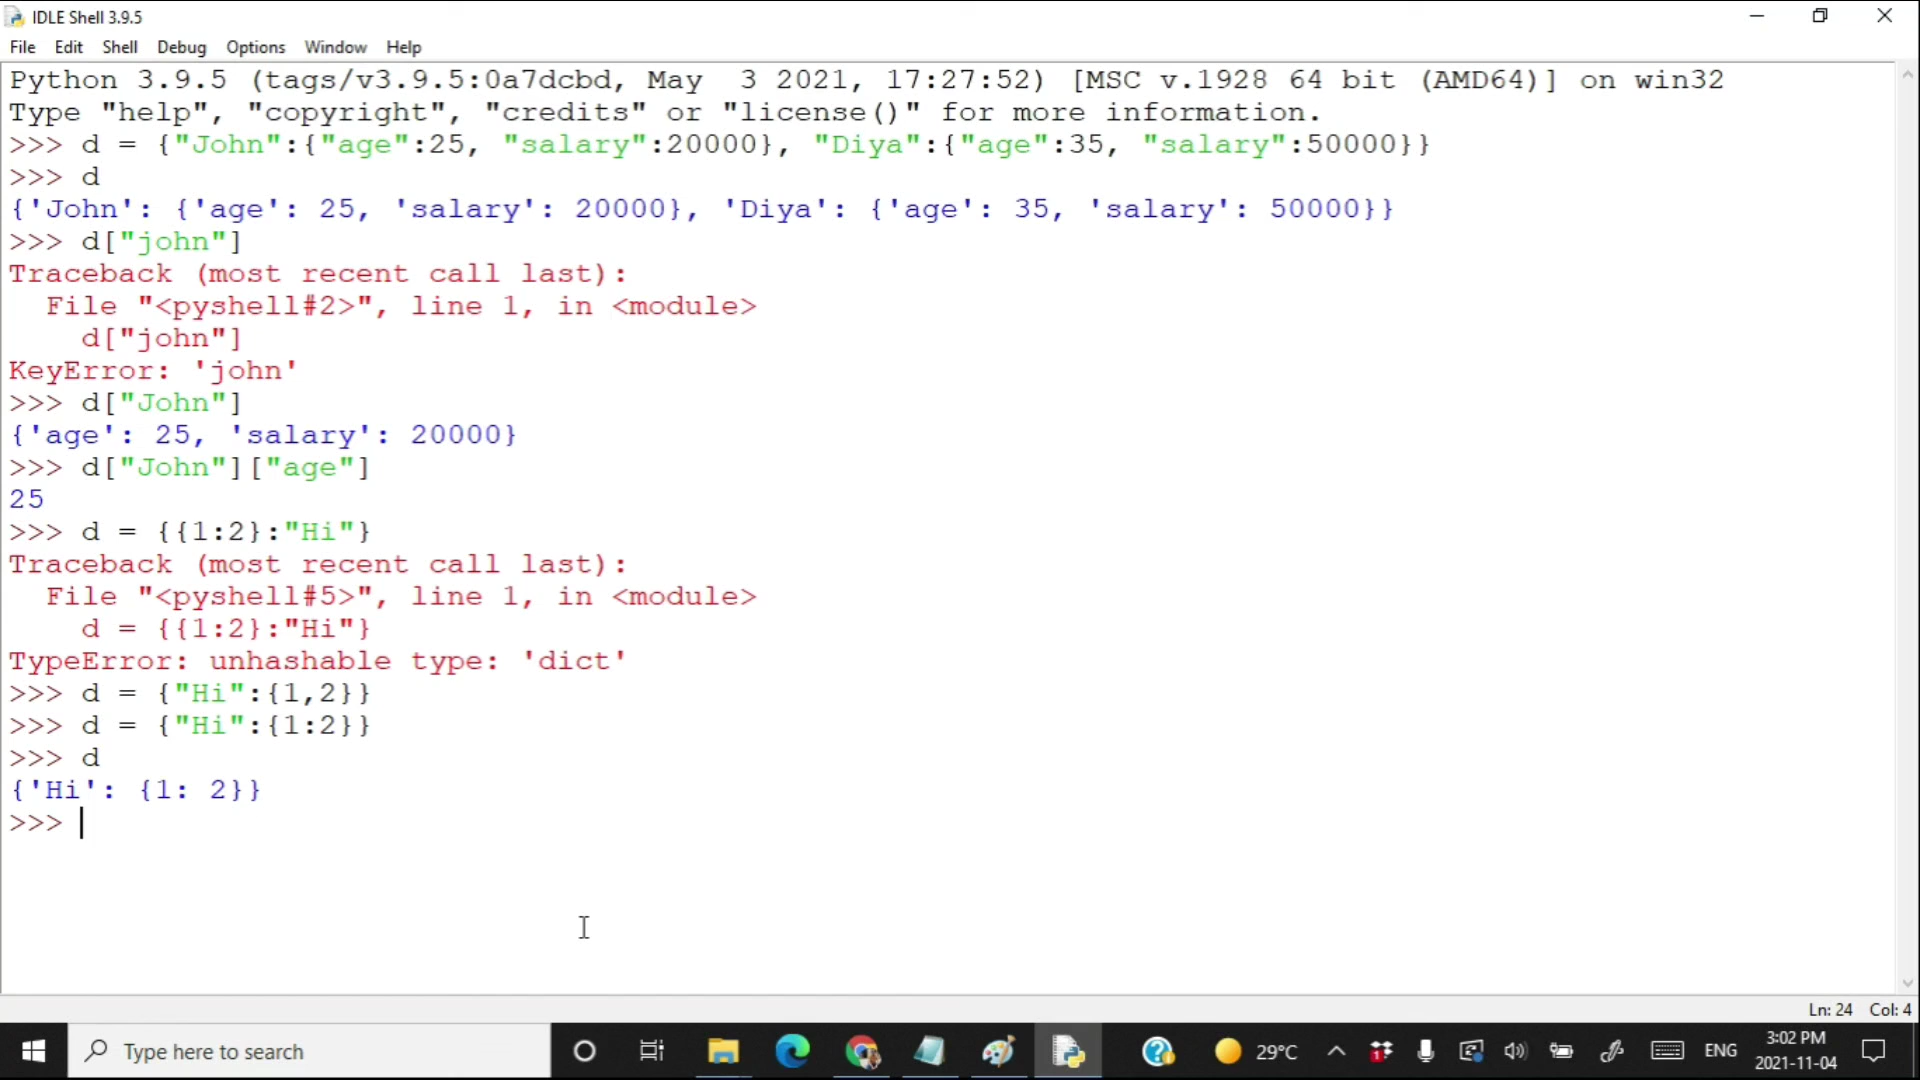 IDLE Shell 3.9.5
File Edit Shell Debug Options Window Help
Python 3.9.5 (tags/v3.9.5:0a7dcbd, May  3 2021, 17:27:52) [MSC v.1928 64 bit (AMD64)] on win32
Type "help", "copyright", "credits" or "license()" for more information.
>>> d = {"John":{"age":25, "salary":20000}, "Diya":{"age":35, "salary":50000}}
>>> d
{'John': {'age': 25, 'salary': 20000}, 'Diya': {'age': 35, 'salary': 50000}}
>>> d["john"]
Traceback (most recent call last):
  File "<pyshell#2>", line 1, in <module>
    d["john"]
KeyError: 'john'
>>> d["John"]
{'age': 25, 'salary': 20000}
>>> d["John"]["age"]
25
>>> d = {{1:2}:"Hi"}
Traceback (most recent call last):
  File "<pyshell#5>", line 1, in <module>
    d = {{1:2}:"Hi"}
TypeError: unhashable type: 'dict'
>>> d = {"Hi":{1,2}}
>>> d = {"Hi":{1:2}}
>>> d
{'Hi': {1: 2}}
>>>
Ln: 24 Col: 4
Type here to search
29°C
ENG
3:02 PM
2021-11-04